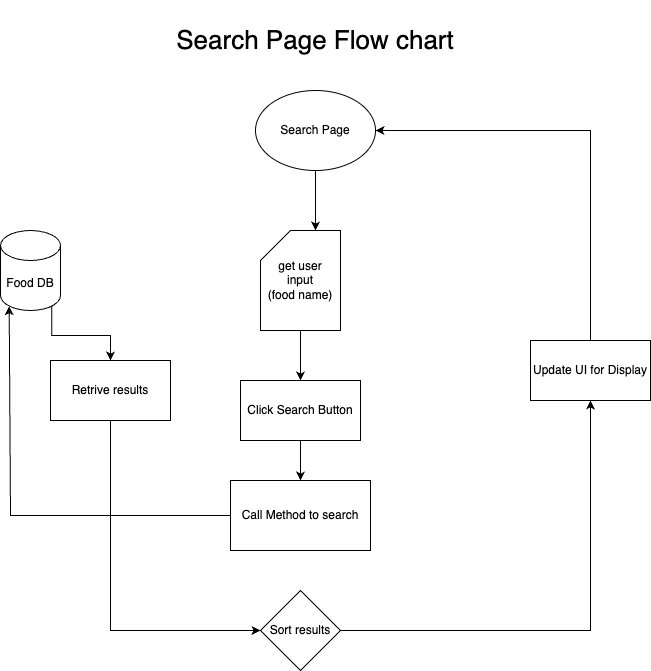 Search Page Flow chart
Search Page
get user
input
(food name)
Food DB
Retrive results
Click Search Button
Update UI for Display
Call Method to search
Sort results